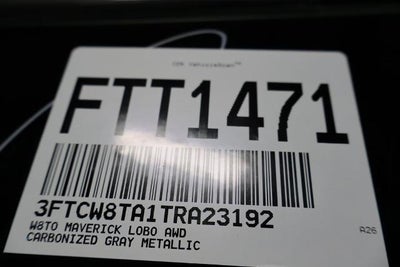 FTT1471
3FTCW8TA1TRA23192
W8T0 MAVERICK LOBO AWD
A26
CARBONIZED GRAY METALLIC